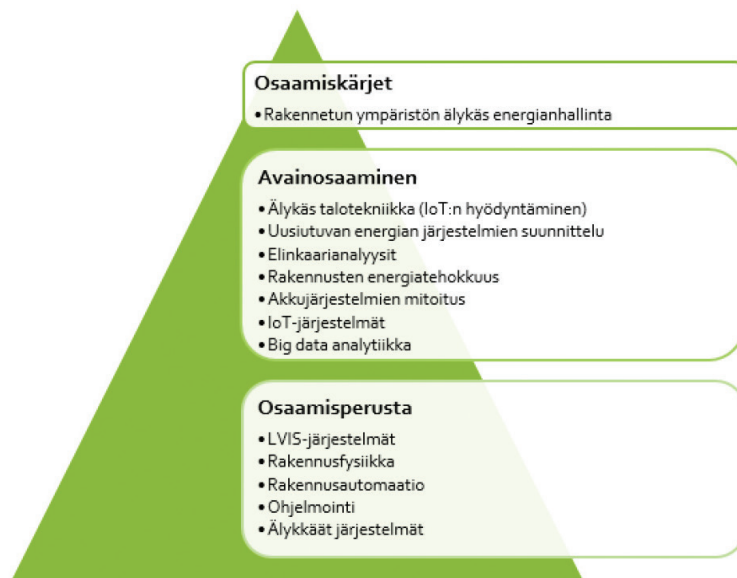 Osaamiskärjet
• Rakennetun ympäristön älykäs energianhallinta
Avainosaaminen
• Älykäs talotekniikka (IoT:n hyödyntäminen)
• Uusiutuvan energian järjestelmien suunnittelu
• Elinkaarianalyysit
• Rakennusten energiatehokkuus
• Akkujärjestelmien mitoitus
• IoT-järjestelmät
• Big data analytiikka
Osaamisperusta
• LVIS-järjestelmät
• Rakennusfysiikka
• Rakennusautomaatio
• Ohjelmointi
• Älykkäät järjestelmät